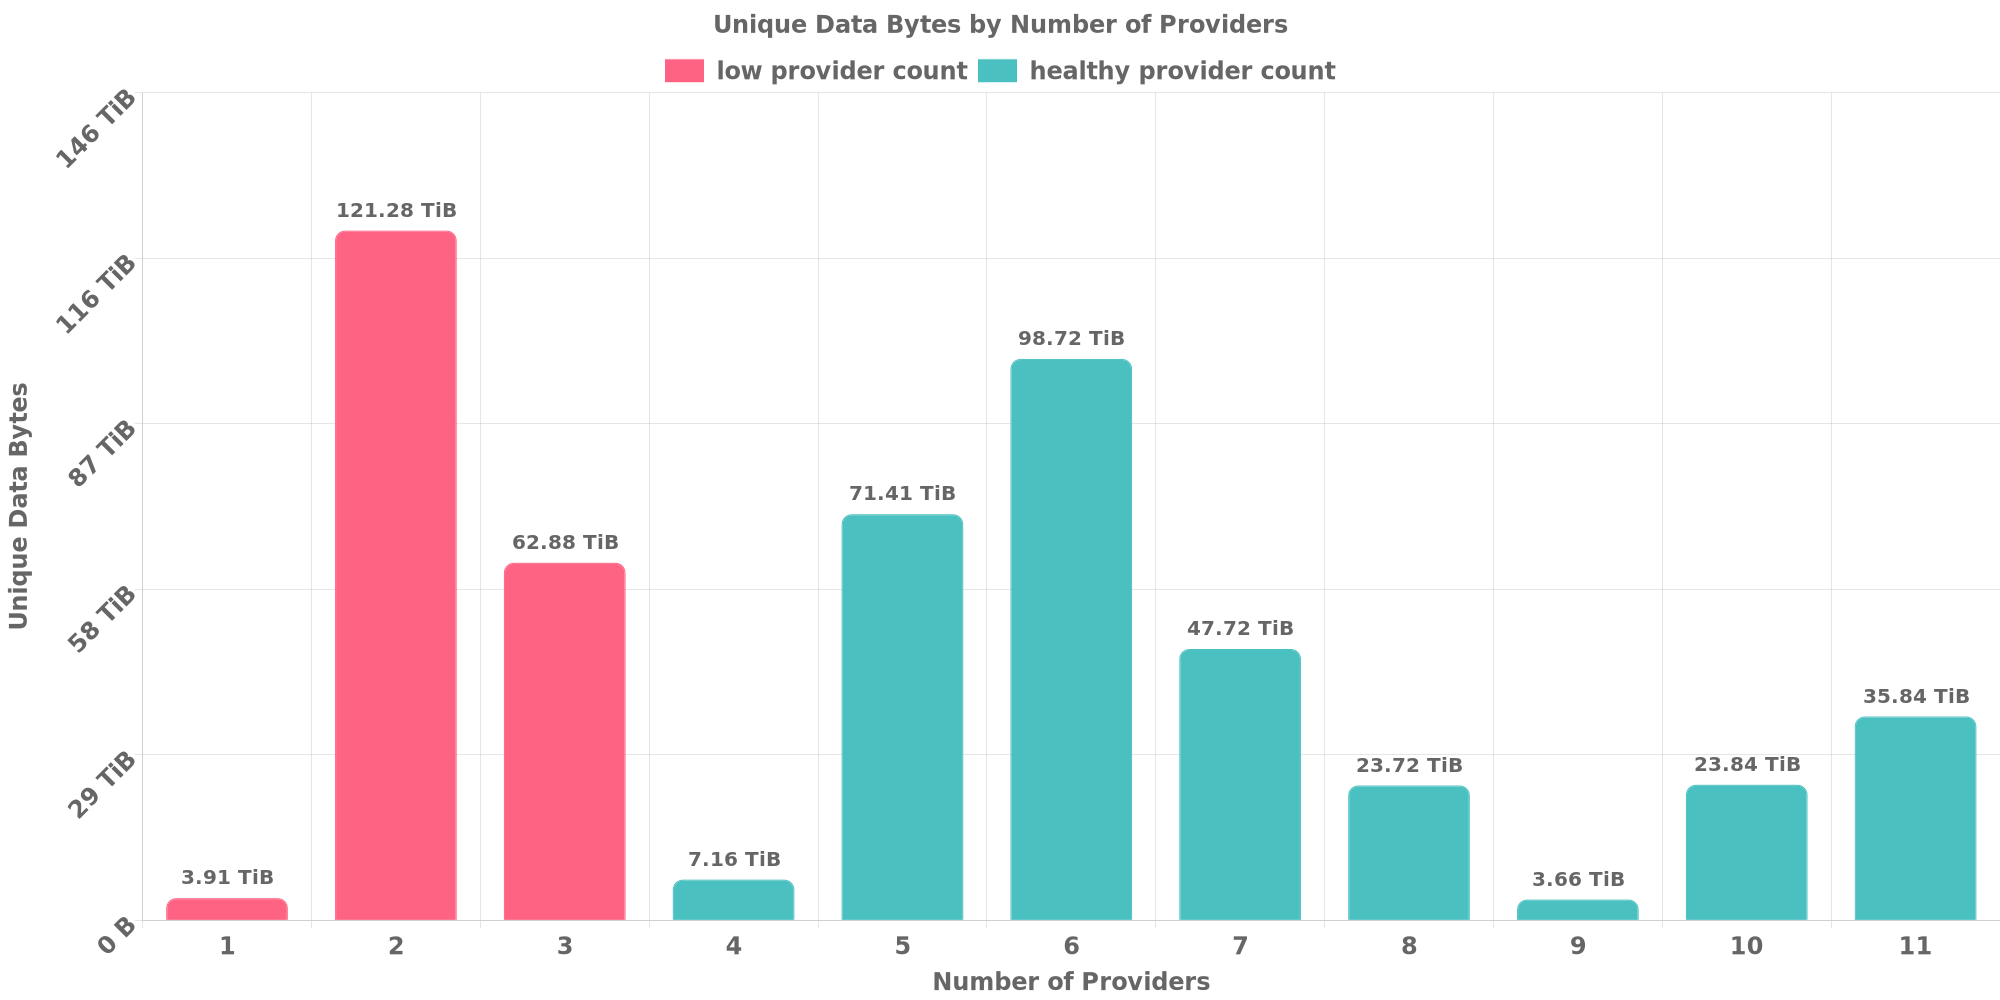 Unique Data Bytes by Number of Providers
low provider count healthy provider count
146 TiB
116 TiB
87 TiB
58 TiB
29 TiB
0 B
Unique Data Bytes
3.91 TiB
121.28 TiB
62.88 TiB
7.16 TiB
71.41 TiB
98.72 TiB
47.72 TiB
23.72 TiB
3.66 TiB
23.84 TiB
35.84 TiB
1 2 3 4 5 6 7 8 9 10 11
Number of Providers